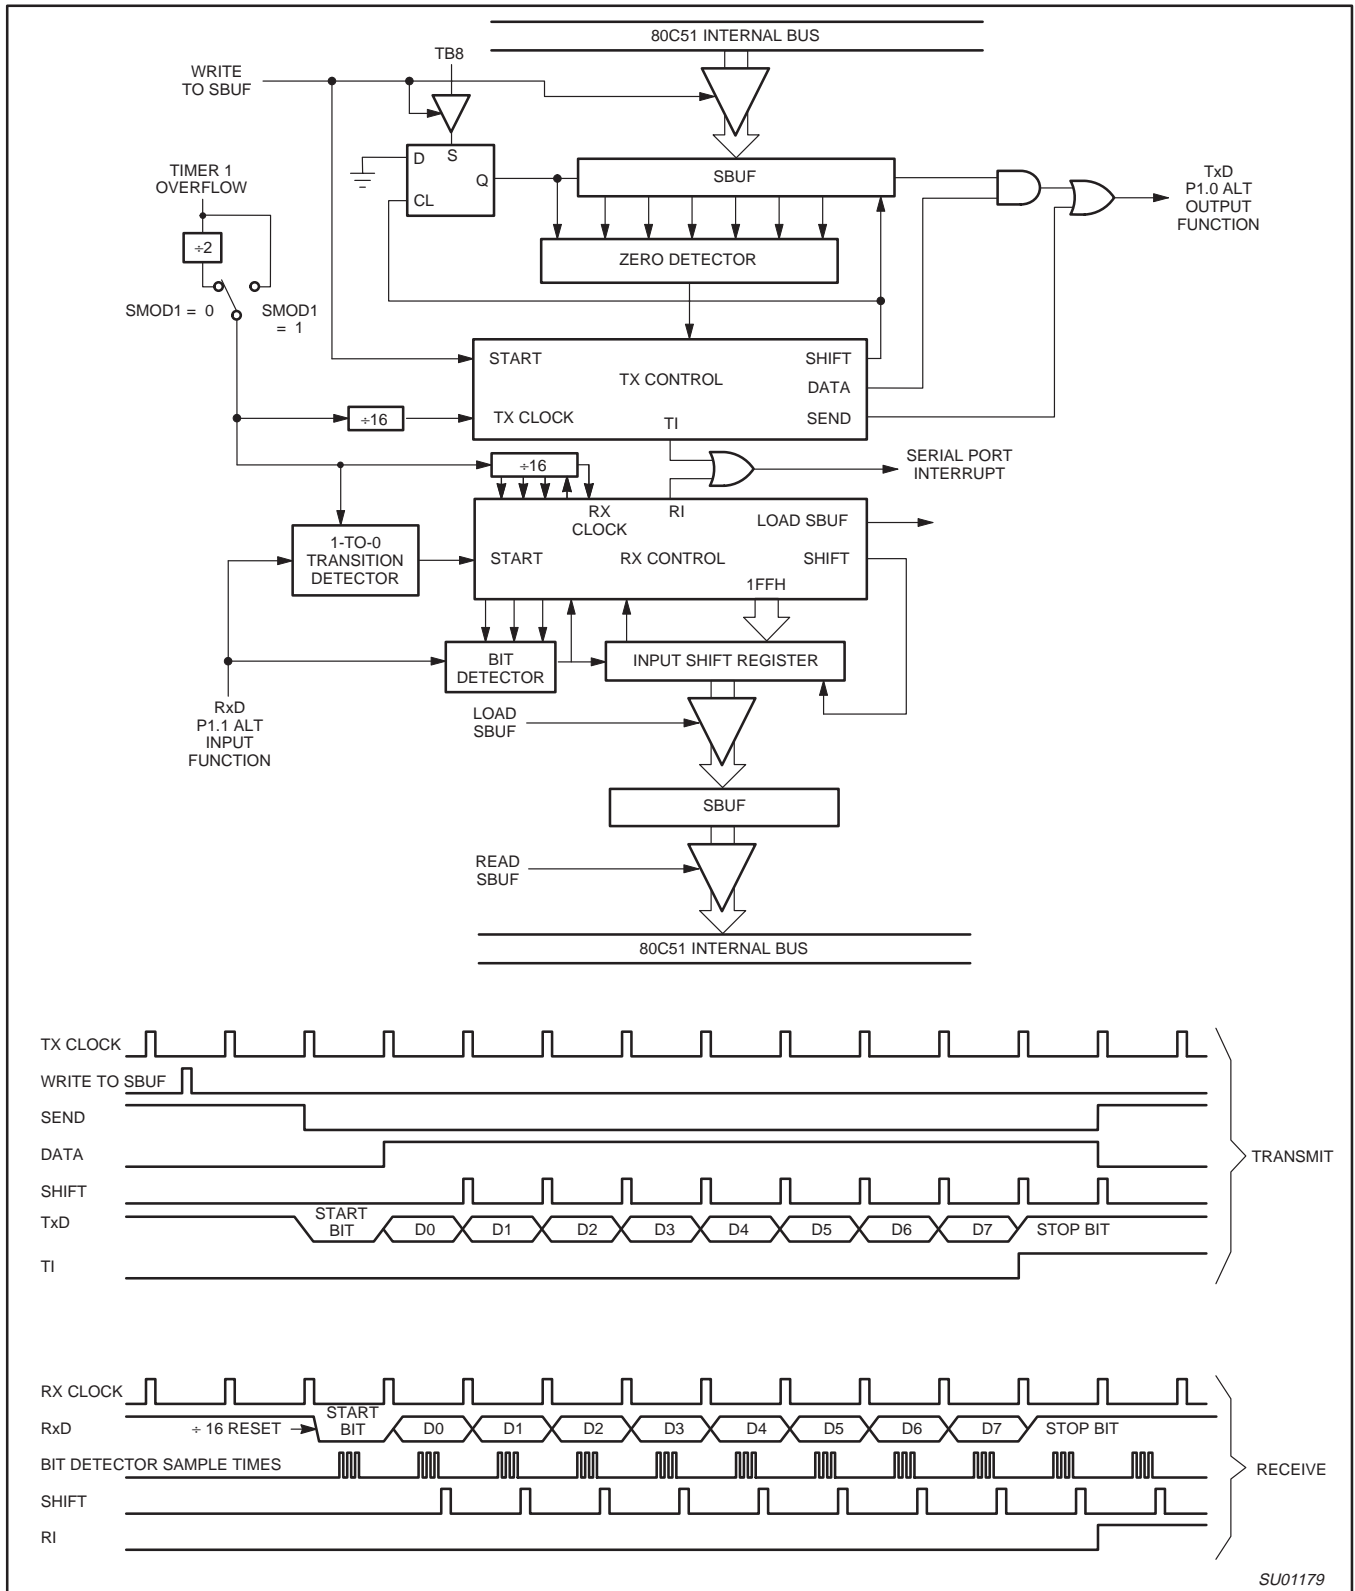 80C51 INTERNAL BUS
TB8
WRITE
TO SBUF
D
S
Q
CL
SBUF
TxD
P1.0 ALT
OUTPUT
FUNCTION
TIMER 1
OVERFLOW
÷2
ZERO DETECTOR
SMOD1 = 0
SMOD1
= 1
START
SHIFT
TX CONTROL
DATA
÷16
TX CLOCK
TI
SEND
÷16
SERIAL PORT
INTERRUPT
RX
CLOCK
RI
LOAD SBUF
1-TO-0
TRANSITION
DETECTOR
START
RX CONTROL
SHIFT
1FFH
BIT
DETECTOR
INPUT SHIFT REGISTER
RxD
P1.1 ALT
INPUT
FUNCTION
LOAD
SBUF
SBUF
READ
SBUF
80C51 INTERNAL BUS
TX CLOCK
WRITE TO SBUF
SEND
DATA
TRANSMIT
SHIFT
TxD
START
BIT
D0
D1
D2
D3
D4
D5
D6
D7
STOP BIT
TI
RX CLOCK
RxD
÷ 16 RESET
START
BIT
D0
D1
D2
D3
D4
D5
D6
D7
STOP BIT
BIT DETECTOR SAMPLE TIMES
RECEIVE
SHIFT
RI
SU01179